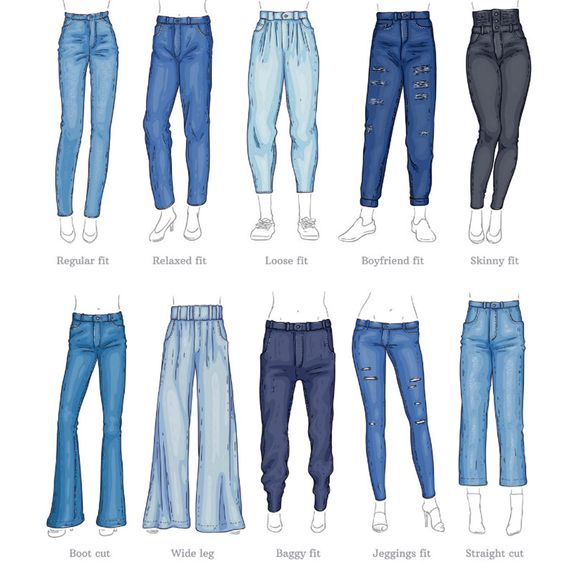 Regular fit
Relaxed fit
Loose fit
Boyfriend fit
Skinny fit
Boot cut
Wide leg
Baggy fit
Jeggings fit
Straight cut